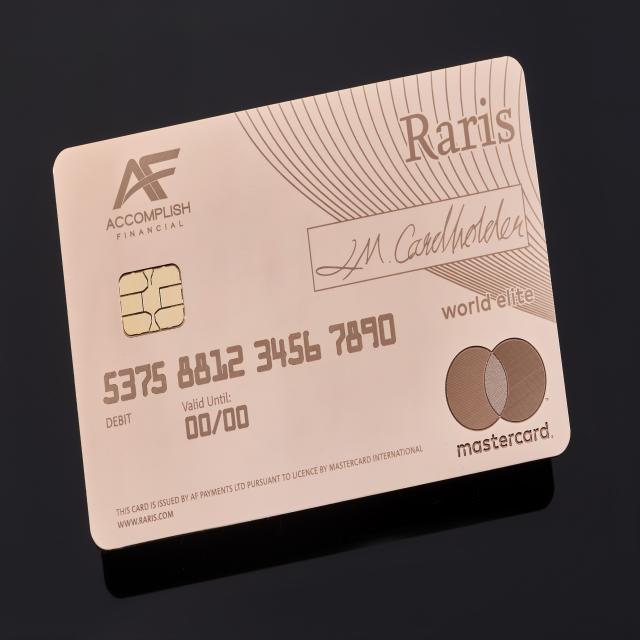 Raris
AF
ACCOMPLISH
FINANCIAL
J.M. Cardholder
world elite
5375 8812 3456 7890
DEBIT
Valid Until:
00/00
mastercard
THIS CARD IS ISSUED BY AF PAYMENTS LTD PURSUANT TO LICENCE BY MASTERCARD INTERNATIONAL
WWW.RARIS.COM